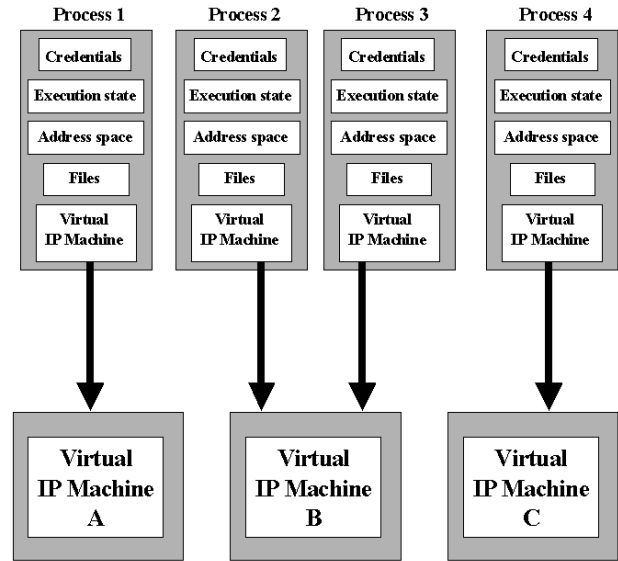 Process 1
Credentials
Execution state
Address space
Files
Virtual
IP Machine
Process 2
Credentials
Execution state
Address space
Files
Virtual
IP Machine
Process 3
Credentials
Execution state
Address space
Files
Virtual
IP Machine
Process 4
Credentials
Execution state
Address space
Files
Virtual
IP Machine
Virtual
IP Machine
A
Virtual
IP Machine
B
Virtual
IP Machine
C